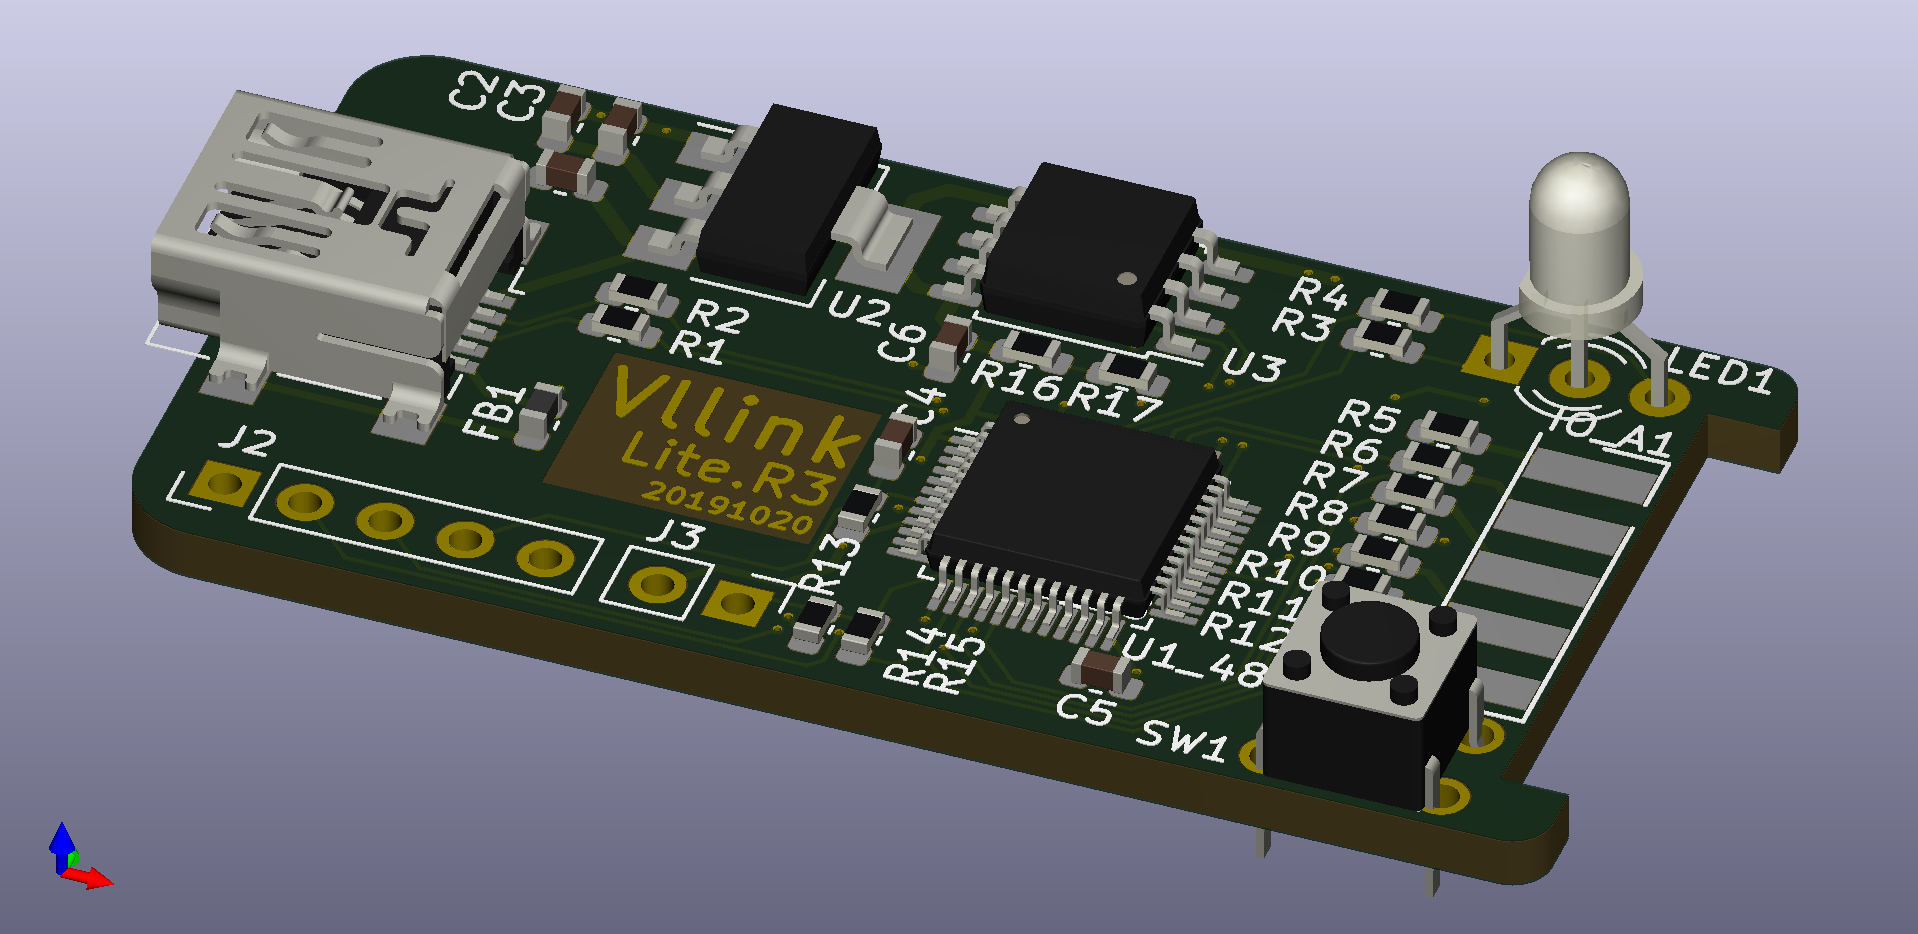 C2
C3
U2
R2
R1
C6
U3
R4
R3
LED1
R16
R17
FB1
Vllink
Lite.R3
20191020
C4
IO_A1
R5
R6
R7
R8
R9
R10
R11
R12
J2
J3
R13
R14
R15
U1_48
C5
SW1